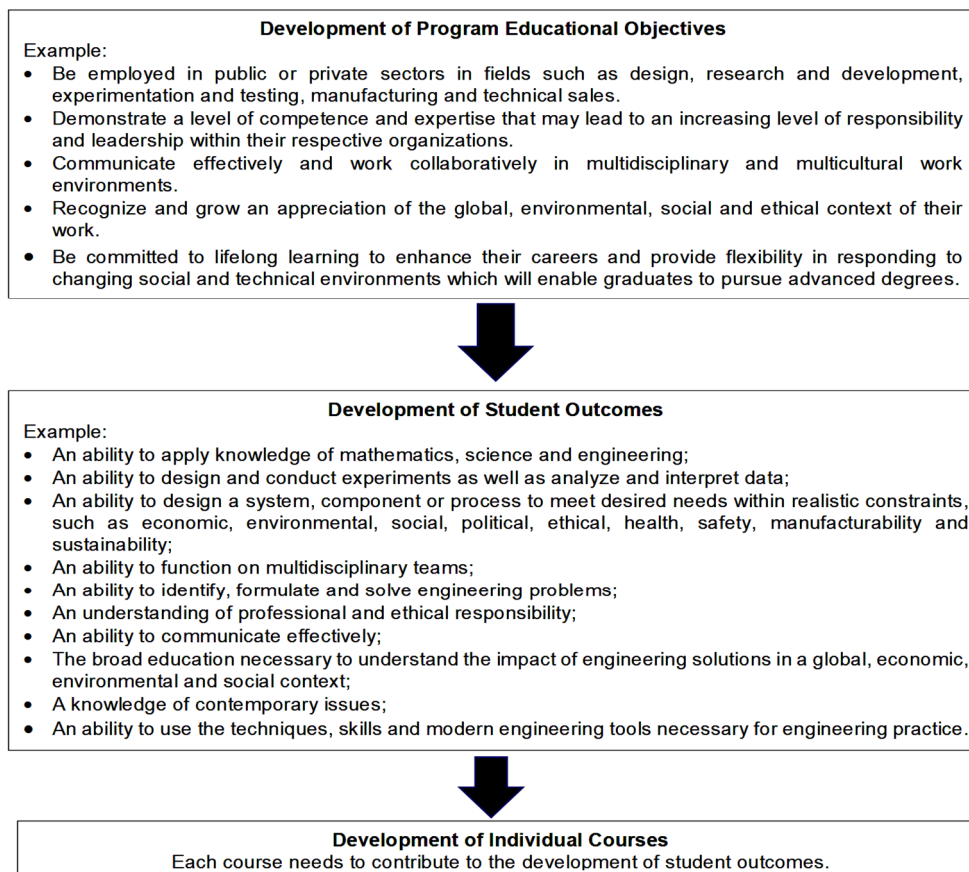 Development of Program Educational Objectives
Example:
• Be employed in public or private sectors in fields such as design, research and development,
experimentation and testing, manufacturing and technical sales.
• Demonstrate a level of competence and expertise that may lead to an increasing level of responsibility
and leadership within their respective organizations.
• Communicate effectively and work collaboratively in multidisciplinary and multicultural work
environments.
• Recognize and grow an appreciation of the global, environmental, social and ethical context of their
work.
• Be committed to lifelong learning to enhance their careers and provide flexibility in responding to
changing social and technical environments which will enable graduates to pursue advanced degrees.
Development of Student Outcomes
Example:
• An ability to apply knowledge of mathematics, science and engineering;
• An ability to design and conduct experiments as well as analyze and interpret data;
• An ability to design a system, component or process to meet desired needs within realistic constraints,
such as economic, environmental, social, political, ethical, health, safety, manufacturability and
sustainability;
• An ability to function on multidisciplinary teams;
• An ability to identify, formulate and solve engineering problems;
• An understanding of professional and ethical responsibility;
• An ability to communicate effectively;
• The broad education necessary to understand the impact of engineering solutions in a global, economic,
environmental and social context;
• A knowledge of contemporary issues;
• An ability to use the techniques, skills and modern engineering tools necessary for engineering practice.
Development of Individual Courses
Each course needs to contribute to the development of student outcomes.